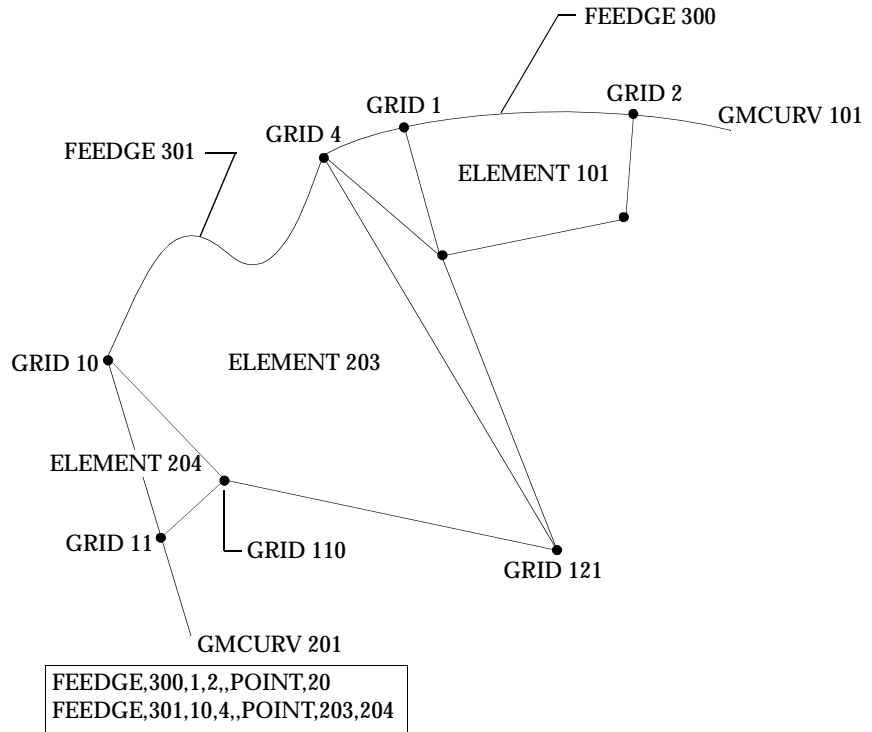 FEEDGE 300
GRID 1
GRID 2
GMCURV 101
GRID 4
FEEDGE 301
ELEMENT 101
GRID 10
ELEMENT 203
ELEMENT 204
GRID 11
GRID 110
GRID 121
GMCURV 201
FEEDGE,300,1,2,,POINT,20
FEEDGE,301,10,4,,POINT,203,204